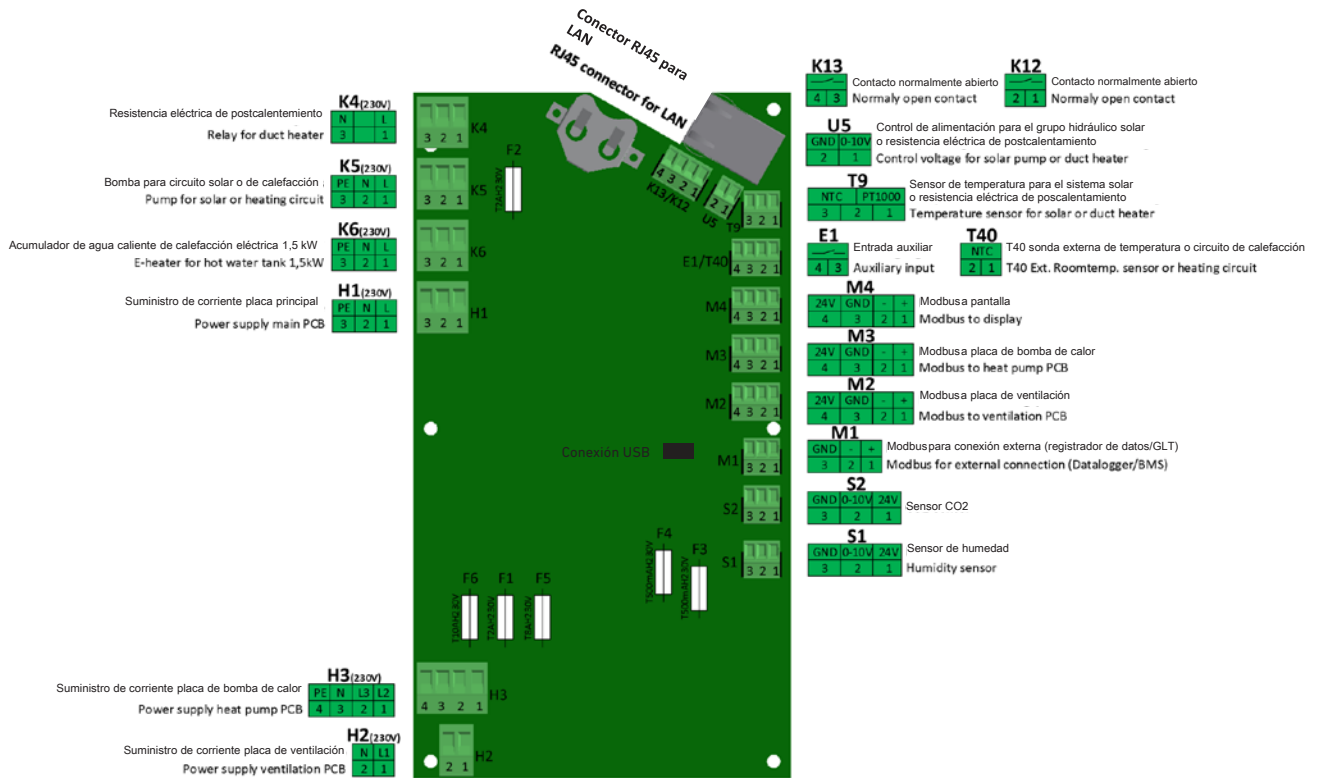 Conector RJ45 para
LAN
RJ45 connector for LAN
K4(230V)
Resistencia eléctrica de postcalentemiento
N L
Relay for duct heater
3 1
K5(230V)
Bomba para circuito solar o de calefacción
PE N L
Pump for solar or heating circuit
3 2 1
K6(230V)
Acumulador de agua caliente de calefacción eléctrica 1,5 kW
PE N L
E-heater for hot water tank 1,5kW
3 2 1
H1(230V)
Suministro de corriente placa principal
PE N L
Power supply main PCB
3 2 1
H3(230V)
Suministro de corriente placa de bomba de calor
PE N L3 L2
Power supply heat pump PCB
4 3 2 1
H2(230V)
Suministro de corriente placa de ventilación
N L1
Power supply ventilation PCB
2 1
3 2 1 K4
3 2 1 K5
3 2 1 K6
3 2 1 H1
F2
T2AH230V
4 3 2 1
K13/K12
2 1
U5
T9
3 2 1
E1/T40
4 3 2 1
M4
4 3 2 1
M3
4 3 2 1
M2
4 3 2 1
Conexión USB
M1
3 2 1
S2
3 2 1
S1
3 2 1
F4
T500mAH230V
F3
T500mAH230V
F6
T10AH230V
F1
T2AH230V
F5
T8AH230V
4 3 2 1 H3
2 1 H2
K13
Contacto normalmente abierto
4 3 Normaly open contact
K12
Contacto normalmente abierto
2 1 Normaly open contact
U5
Control de alimentación para el grupo hidráulico solar
GND 0-10V o resistencia eléctrica de postcalentamiento
2 1 Control voltage for solar pump or duct heater
T9
Sensor de temperatura para el sistema solar
NTC PT1000 o resistencia eléctrica de poscalentamiento
3 2 1 Temperature sensor for solar or duct heater
4E1
Entrada auxiliar
4 3 Auxiliary input
T40
NTC T40 sonda externa de temperatura o circuito de calefacción
2 1 T40 Ext. Roomtemp. sensor or heating circuit
M4
24V GND - + Modbusa pantalla
4 3 2 1 Modbus to display
M3
24V GND - + Modbusa placa de bomba de calor
4 3 2 1 Modbus to heat pump PCB
M2
24V GND - + Modbusa placa de ventilación
4 3 2 1 Modbus to ventilation PCB
M1
GND - + Modbuspara conexión externa (registrador de datos/GLT)
3 2 1 Modbus for external connection (Datalogger/BMS)
S2
GND 0-10V 24V Sensor CO2
3 2 1
S1
GND 0-10V 24V Sensor de humedad
3 2 1 Humidity sensor